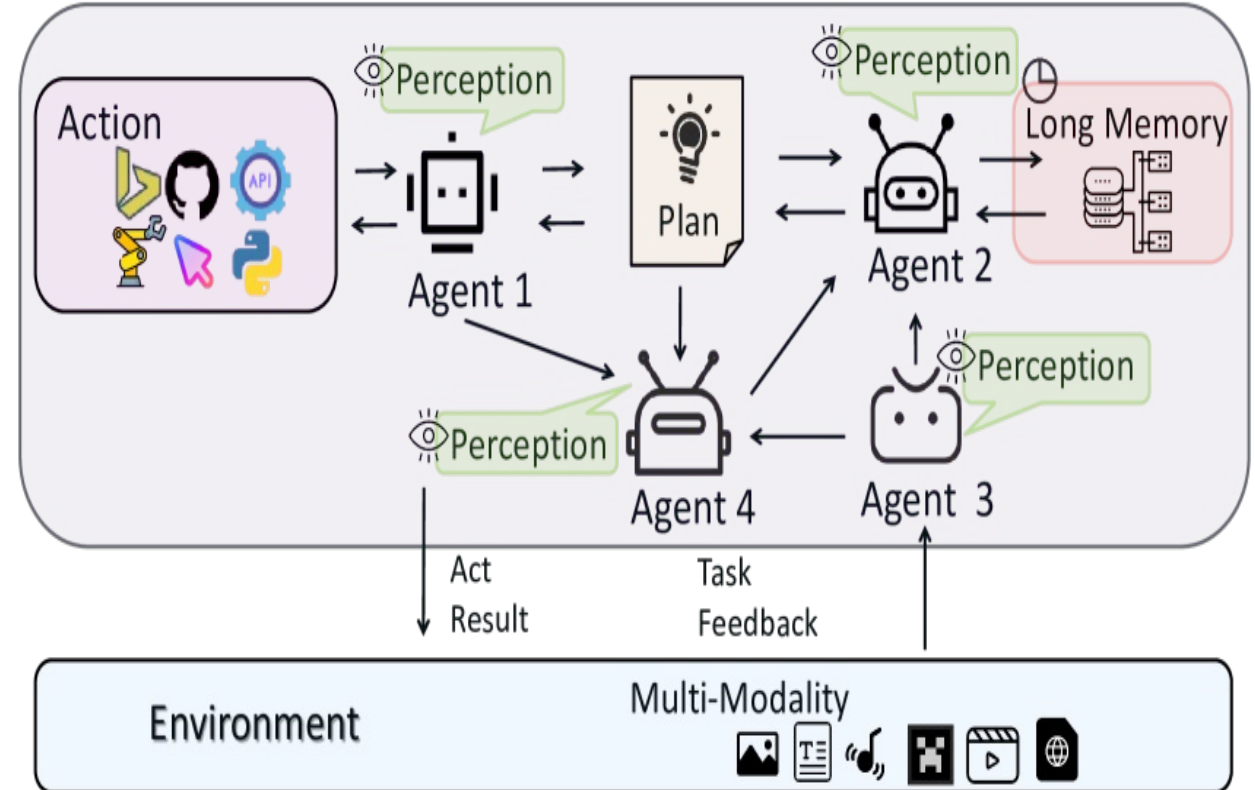 Perception
Perception
Action
API
Long Memory
Plan
Agent 1
Agent 2
Perception
Perception
Agent 4
Agent 3
Act
Result
Task
Feedback
Environment
Multi-Modality
T